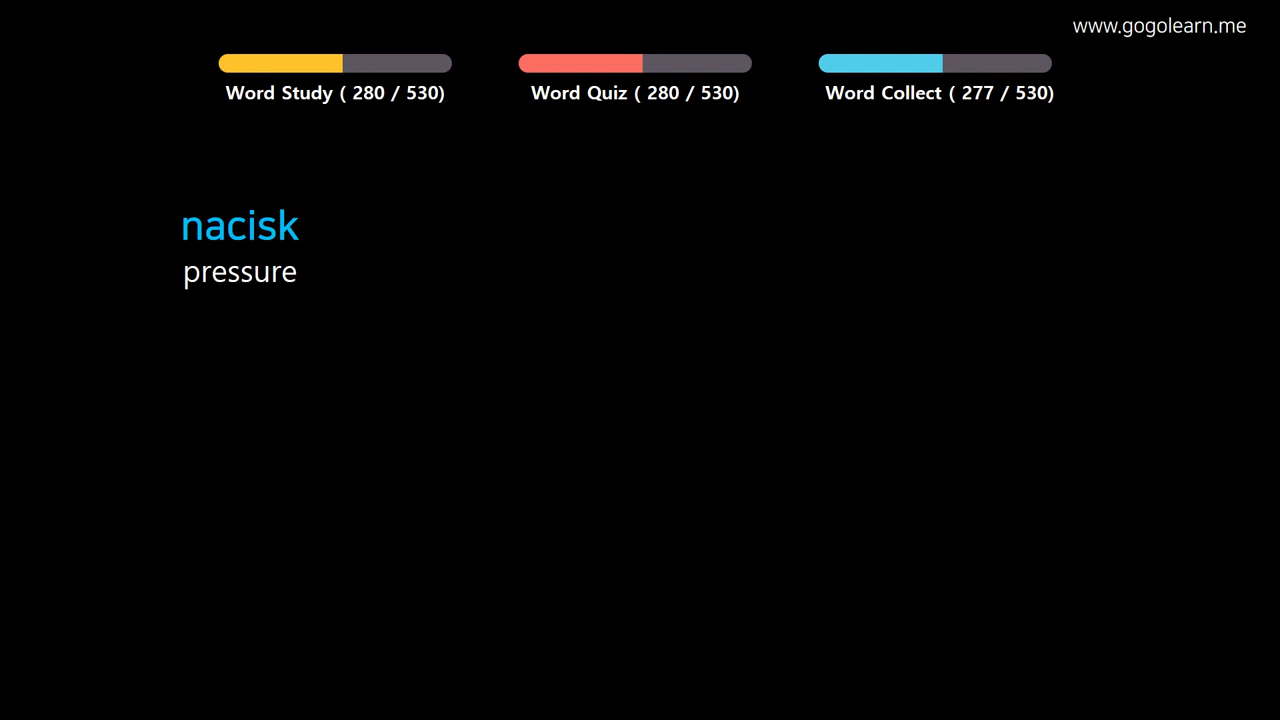 www.gogolearn.me
Word Study ( 280 / 530)
Word Quiz ( 280 / 530)
Word Collect ( 277 / 530)
nacisk
pressure